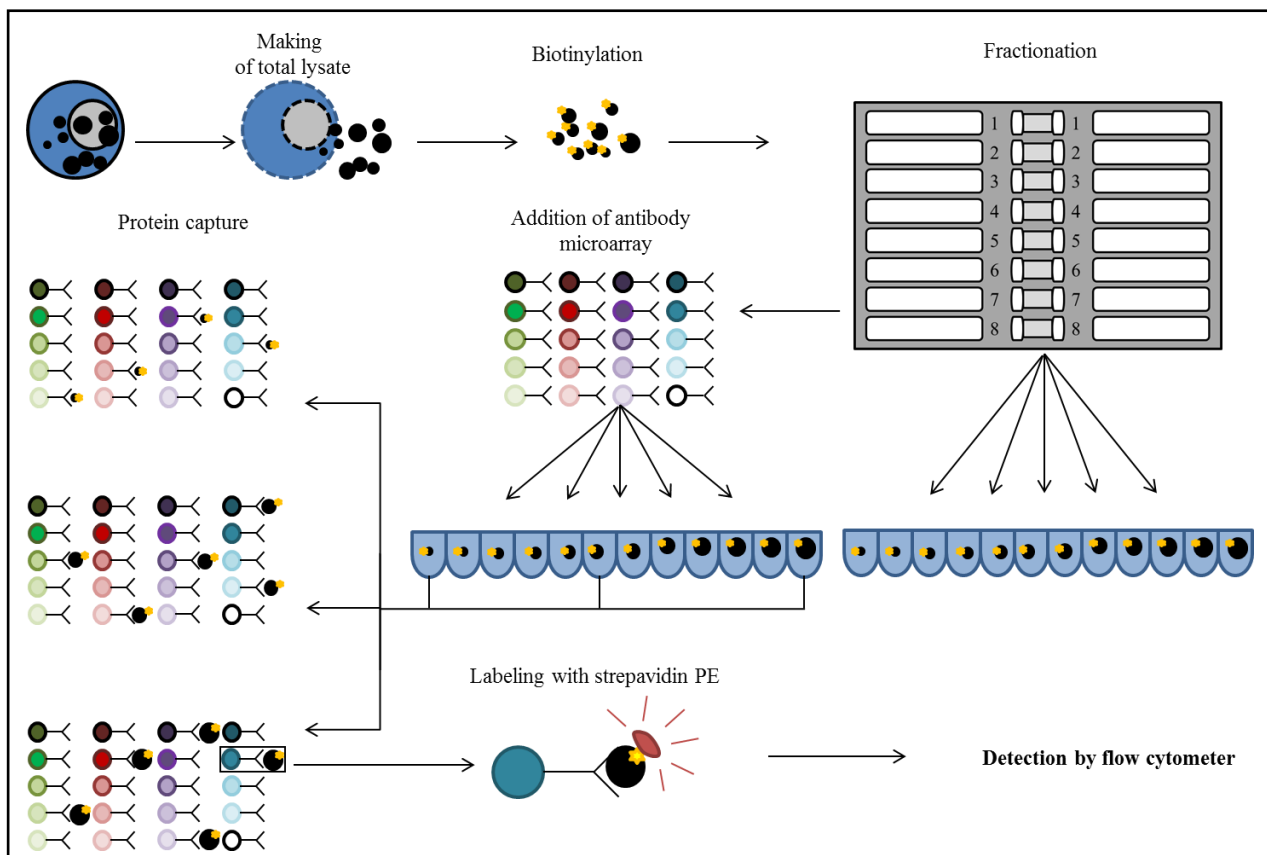 Making
of total lysate
Biotinylation
Fractionation
1 1
2 2
3 3
4 4
5 5
6 6
7 7
8 8
Protein capture
Addition of antibody
microarray
Labeling with strepavidin PE
Detection by flow cytometer